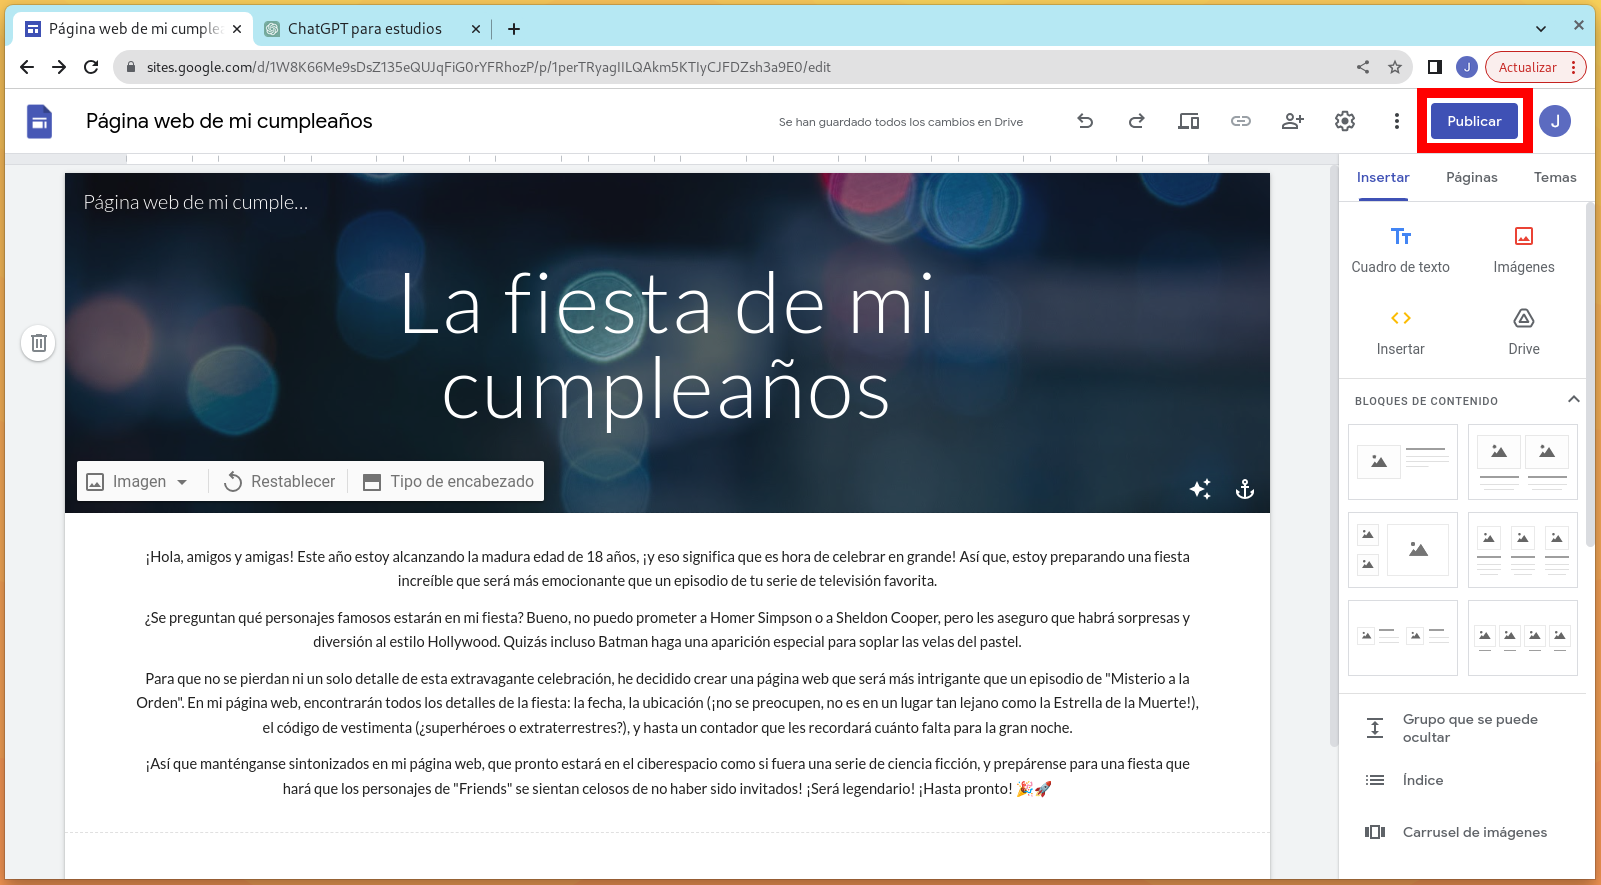 Página web de mi cumplea
ChatGPT para estudios
sites.google.com/d/1W8K66Me9sDsZ135eQUJqFiG0rYFRhozP/p/1perTRyagIILQAkm5KTIyCJFDZsh3a9E0/edit
J
Actualizar
Página web de mi cumpleaños
Se han guardado todos los cambios en Drive
Publicar
J
Insertar Páginas Temas
Página web de mi cumple...
La fiesta de mi
cumpleaños
Imagen
Restablecer
Tipo de encabezado
¡Hola, amigos y amigas! Este año estoy alcanzando la madura edad de 18 años, ¡y eso significa que es hora de celebrar en grande! Así que, estoy preparando una fiesta
increíble que será más emocionante que un episodio de tu serie de televisión favorita.
¿Se preguntan qué personajes famosos estarán en mi fiesta? Bueno, no puedo prometer a Homer Simpson o a Sheldon Cooper, pero les aseguro que habrá sorpresas y
diversión al estilo Hollywood. Quizás incluso Batman haga una aparición especial para soplar las velas del pastel.
Para que no se pierdan ni un solo detalle de esta extravagante celebración, he decidido crear una página web que será más intrigante que un episodio de "Misterio a la
Orden". En mi página web, encontrarán todos los detalles de la fiesta: la fecha, la ubicación (¡no se preocupen, no es en un lugar tan lejano como la Estrella de la Muerte!),
el código de vestimenta (¿superhéroes o extraterrestres?), y hasta un contador que les recordará cuánto falta para la gran noche.
¡Así que manténganse sintonizados en mi página web, que pronto estará en el ciberespacio como si fuera una serie de ciencia ficción, y prepárense para una fiesta que
hará que los personajes de "Friends" se sientan celosos de no haber sido invitados! ¡Será legendario! ¡Hasta pronto! 🎉🚀
Cuadro de texto
Imágenes
Insertar
Drive
BLOQUES DE CONTENIDO
Grupo que se puede
ocultar
Índice
Carrusel de imágenes